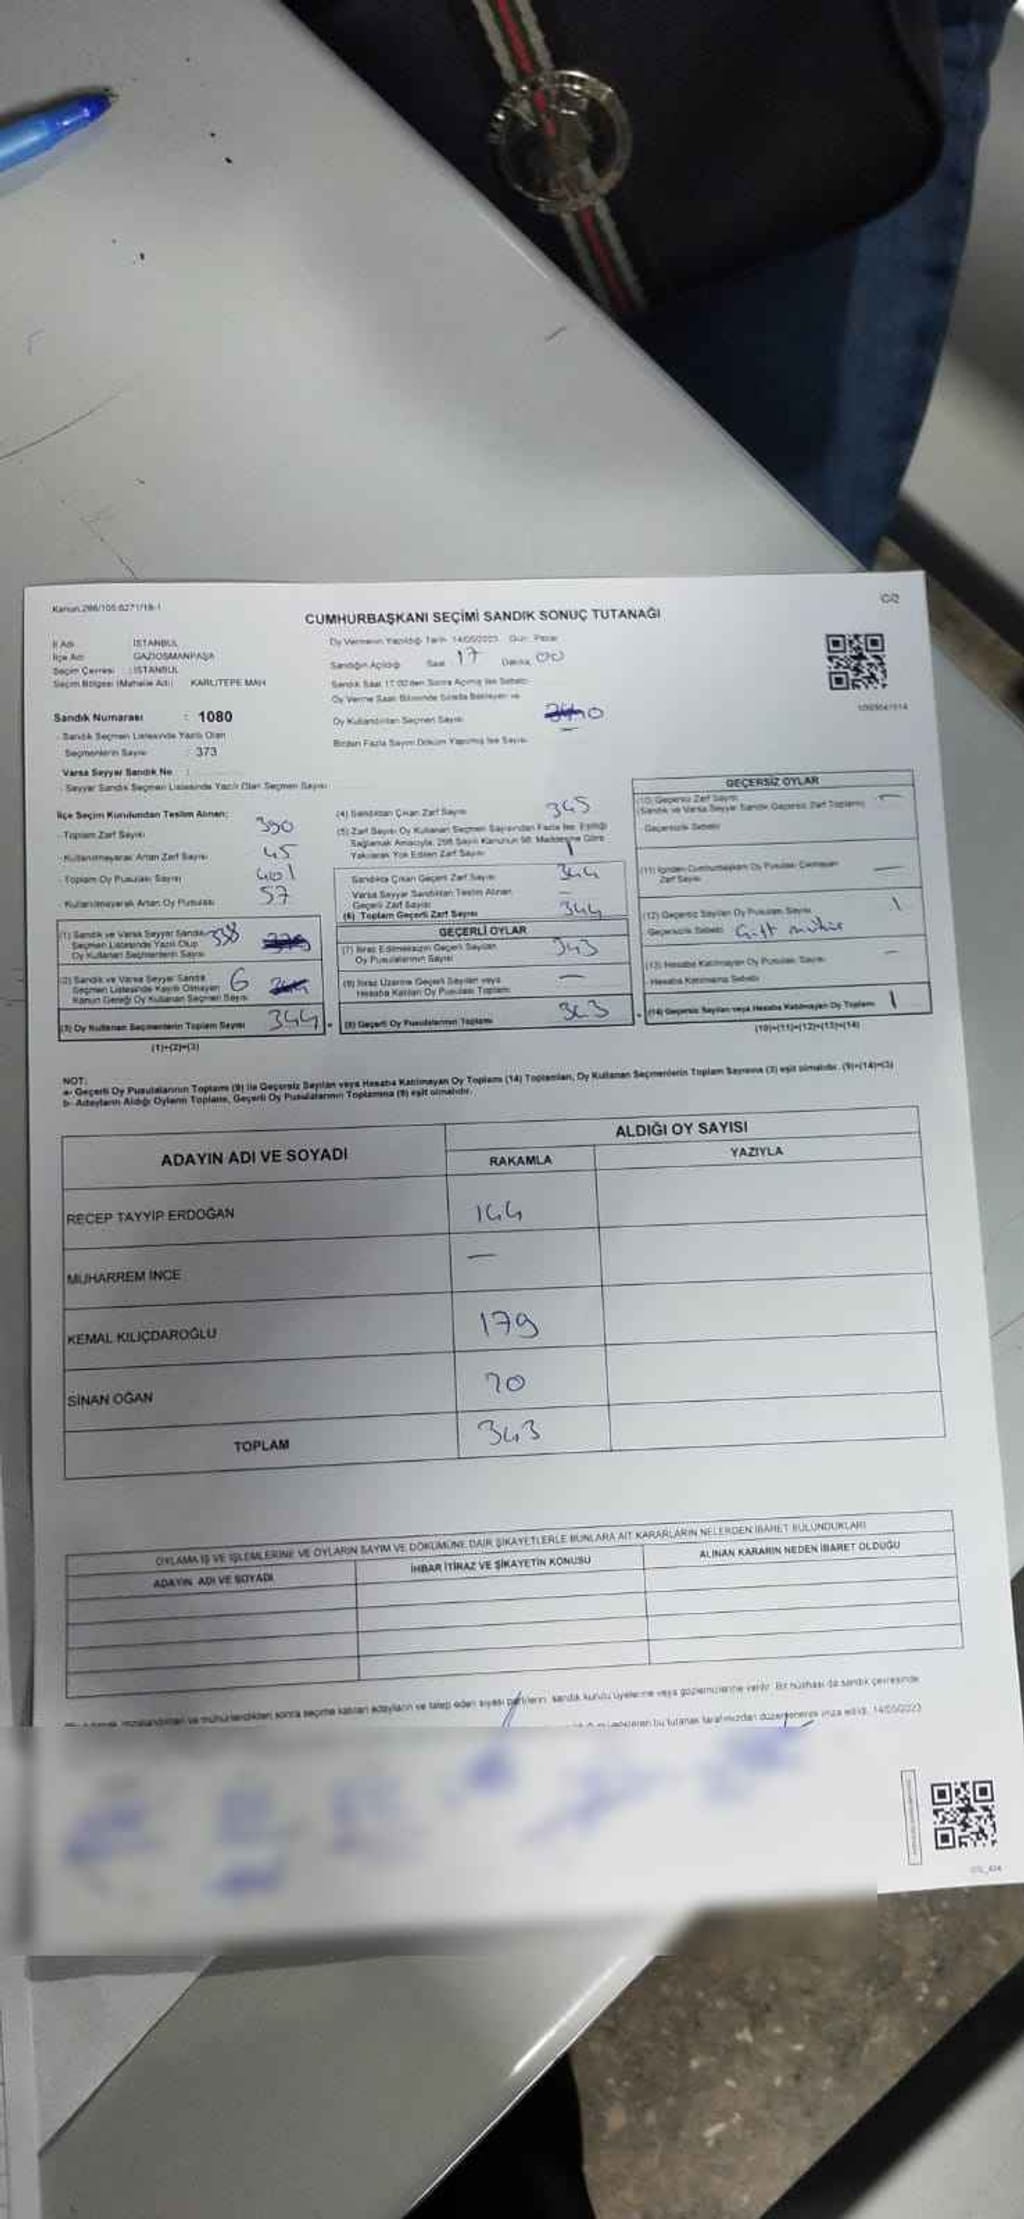 Kanun.298/105.6271/19-1
C/2
CUMHURBAŞKANI SEÇİMİ SANDIK SONUÇ TUTANAĞI
İl Adı : İSTANBUL
İlçe Adı : GAZİOSMANPAŞA
Seçim Çevresi : İSTANBUL
Seçim Bölgesi (Mahalle Adı) : KARLITEPE MAH
Oy Vermenin Yapıldığı Tarih: 14/05/2023 Gün: Pazar
Sandığın Açıldığı Saat 17 Dakika 00
Sandık Saat 17:00'den Sonra Açılmış İse Sebebi:
Oy Verme Saati Bitiminde Sırada Bekleyen ve
Oy Kullandırılan Seçmen Sayısı
Birden Fazla Sayım Döküm Yapılmış İse Sayısı
Sandık Numarası : 1080
- Sandık Seçmen Listesinde Yazılı Olan
Seçmenlerin Sayısı : 373
Varsa Seyyar Sandık No :
- Seyyar Sandık Seçmen Listesinde Yazılı Olan Seçmen Sayısı
İlçe Seçim Kurulundan Teslim Alınan;
- Toplam Zarf Sayısı 390
- Kullanılmayarak Artan Zarf Sayısı 45
- Toplam Oy Pusulası Sayısı 401
- Kullanılmayarak Artan Oy Pusulası 57
(1) Sandık ve Varsa Seyyar Sandık
Seçmen Listesinde Yazılı Olup
Oy Kullanan Seçmenlerin Sayısı 338
(2) Sandık ve Varsa Seyyar Sandık
Seçmen Listesinde Kayıtlı Olmayan
Kanun Gereği Oy Kullanan Seçmen Sayısı 6
(3) Oy Kullanan Seçmenlerin Toplam Sayısı 344
(1)+(2)=(3)
(4) Sandıktan Çıkan Zarf Sayısı 345
(5) Zarf Sayısı Oy Kullanan Seçmen Sayısından Fazla İse, Eşitliği
Sağlamak Amacıyla, 298 Sayılı Kanunun 98. Maddesine Göre
Yakılarak Yok Edilen Zarf Sayısı 1
Sandıkta Çıkan Geçerli Zarf Sayısı 344
Varsa Seyyar Sandıktan Teslim Alınan
Geçerli Zarf Sayısı —
(6) Toplam Geçerli Zarf Sayısı 344
GEÇERLİ OYLAR
(7) İtiraz Edilmeksizin Geçerli Sayılan
Oy Pusulalarının Sayısı 343
(8) İtiraz Üzerine Geçerli Sayılan veya
Hesaba Katılan Oy Pusulası Toplamı —
(9) Geçerli Oy Pusulalarının Toplamı 343
GEÇERSİZ OYLAR
(10) Geçersiz Zarf Sayısı
(Sandık ve Varsa Seyyar Sandık Geçersiz Zarf Toplamı) —
Geçersizlik Sebebi
(11) İçinden Cumhurbaşkanı Oy Pusulası Çıkmayan
Zarf Sayısı —
(12) Geçersiz Sayılan Oy Pusulası Sayısı 1
Geçersizlik Sebebi Çift mühür
(13) Hesaba Katılmayan Oy Pusulası Sayısı —
Hesaba Katılmama Sebebi
(14) Geçersiz Sayılan veya Hesaba Katılmayan Oy Toplamı 1
(10)+(11)+(12)+(13)=(14)
NOT:
a- Geçerli Oy Pusulalarının Toplamı (9) ile Geçersiz Sayılan veya Hesaba Katılmayan Oy Toplamı (14) Toplamları, Oy Kullanan Seçmenlerin Toplam Sayısına (3) eşit olmalıdır. (9)+(14)=(3)
b- Adayların Aldığı Oyların Toplamı, Geçerli Oy Pusulalarının Toplamına (9) eşit olmalıdır.
ADAYIN ADI VE SOYADI
ALDIĞI OY SAYISI
RAKAMLA
YAZIYLA
RECEP TAYYİP ERDOĞAN 144
MUHARREM İNCE —
KEMAL KILIÇDAROĞLU 179
SİNAN OĞAN 20
TOPLAM 343
OYLAMA İŞ VE İŞLEMLERİNE VE OYLARIN SAYIM VE DÖKÜMÜNE DAİR ŞİKAYETLERLE BUNLARA AİT KARARLARIN NELERDEN İBARET BULUNDUKLARI
ADAYIN ADI VE SOYADI
İHBAR İTİRAZ VE ŞİKAYETİN KONUSU
ALINAN KARARIN NEDEN İBARET OLDUĞU
imzalandıktan ve mühürlendikten sonra seçime katılan adayların ve talep eden siyasi partilerin, sandık kurulu üyelerine veya gözlemcilerine verilir. Bir nüshası da sandık çevresinde
gösteren bu tutanak tarafımızdan düzenlenerek imza edildi. 14/05/2023